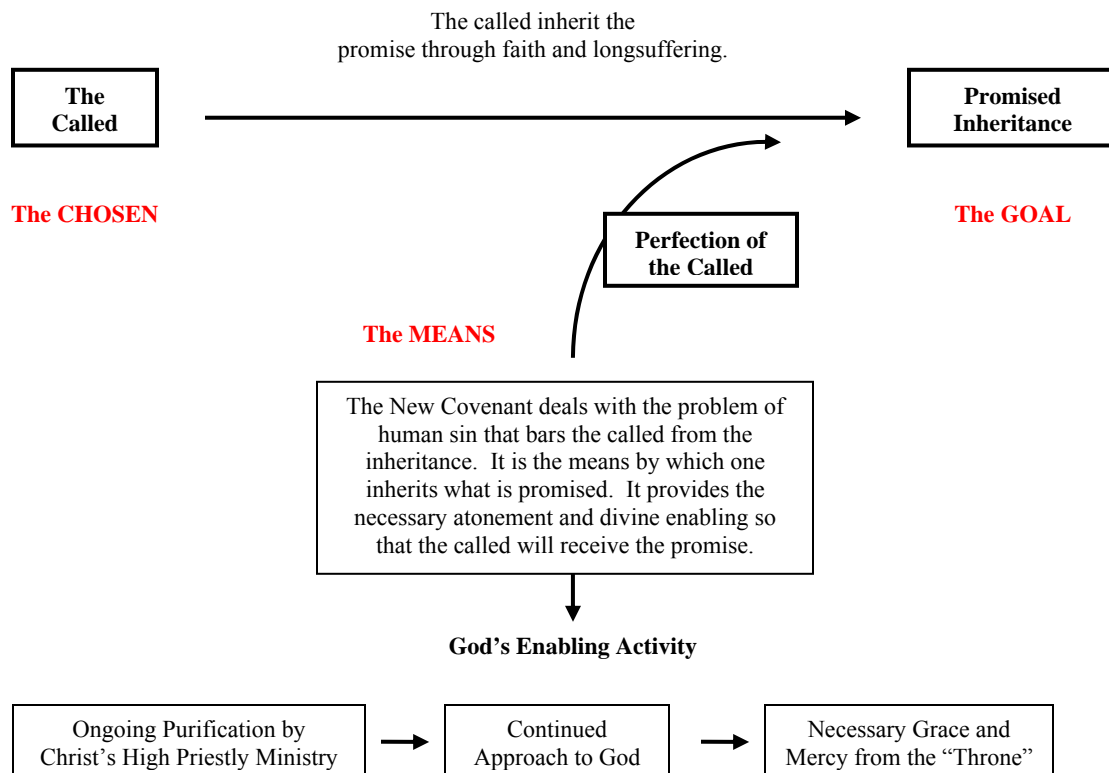 The called inherit the
promise through faith and longsuffering.
The
Called
Promised
Inheritance
The CHOSEN
The GOAL
Perfection of
the Called
The MEANS
The New Covenant deals with the problem of
human sin that bars the called from the
inheritance.  It is the means by which one
inherits what is promised.  It provides the
necessary atonement and divine enabling so
that the called will receive the promise.
God’s Enabling Activity
Ongoing Purification by
Christ’s High Priestly Ministry
Continued
Approach to God
Necessary Grace and
Mercy from the “Throne”